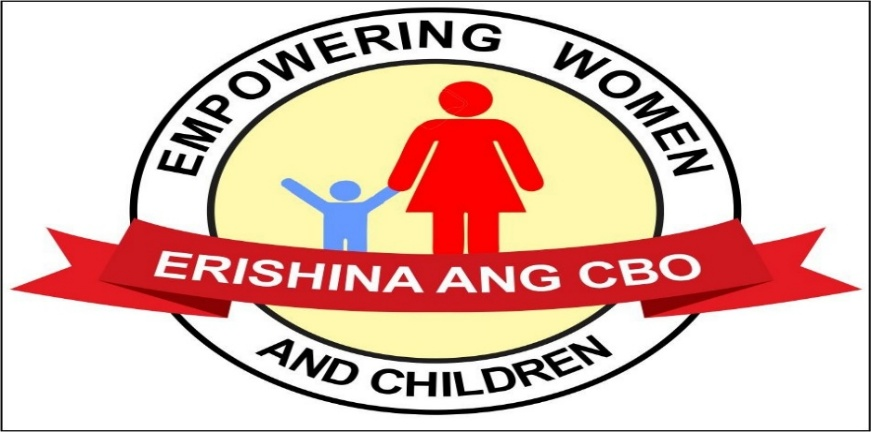 EMPOWERING WOMEN
ERISHINA ANG CBO
AND CHILDREN